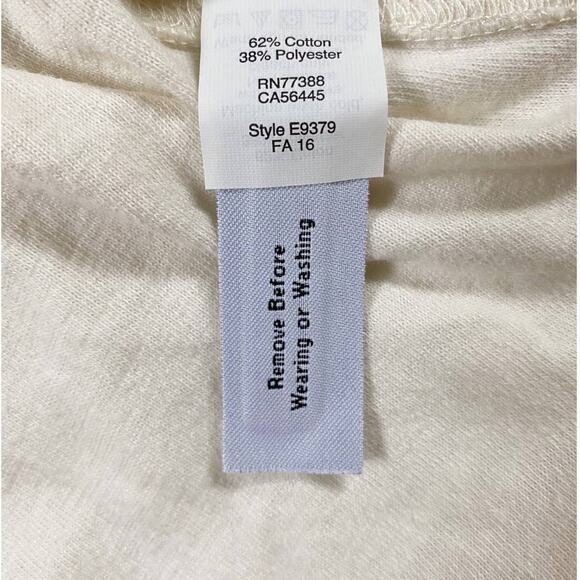 62% Cotton
38% Polyester
RN77388
CA56445
Style E9379
FA 16
Remove Before
Wearing or Washing